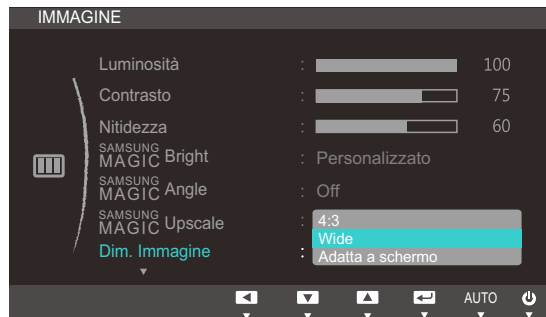 IMMAGINE
Luminosità : 100
Contrasto : 75
Nitidezza : 60
SAMSUNG MAGIC Bright : Personalizzato
SAMSUNG MAGIC Angle : Off
SAMSUNG MAGIC Upscale :
4:3
Wide
Dim. Immagine :
Adatta a schermo
AUTO